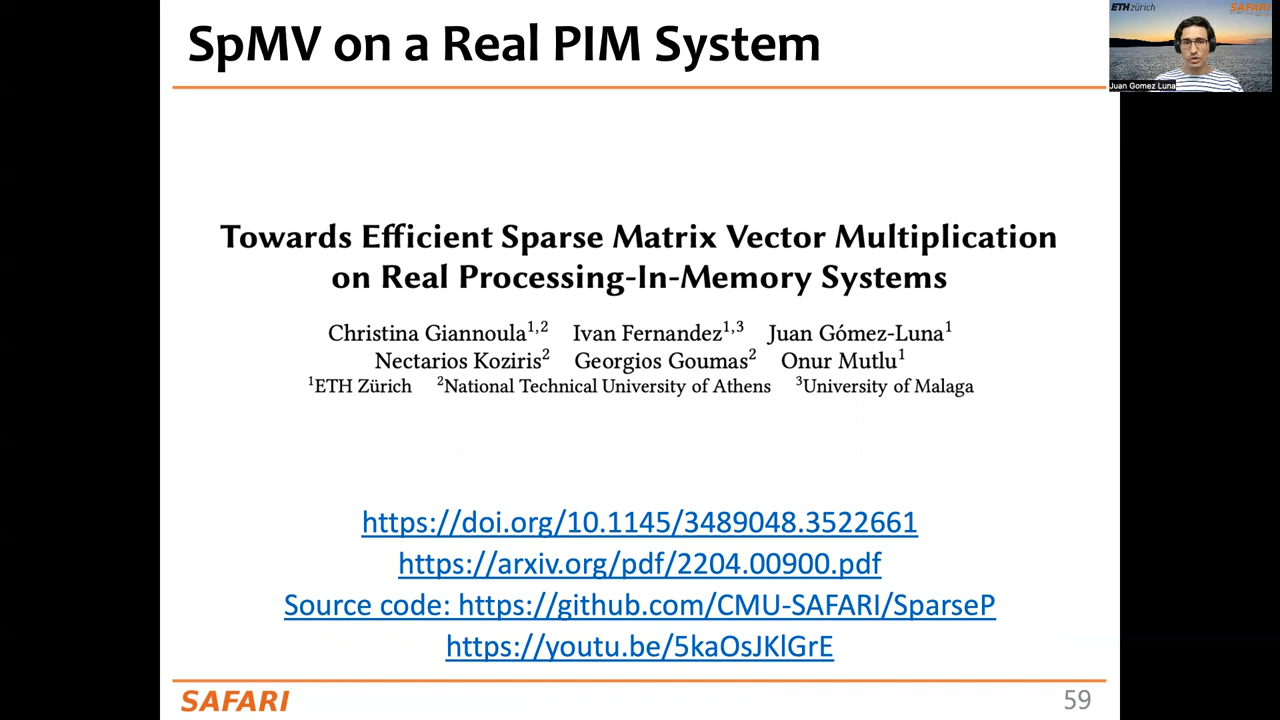 SpMV on a Real PIM System
ETHzürich
SAFARI
Juan Gomez Luna
Towards Efficient Sparse Matrix Vector Multiplication
on Real Processing-In-Memory Systems
Christina Giannoula1,2 Ivan Fernandez1,3 Juan Gómez-Luna1
Nectarios Koziris2 Georgios Goumas2 Onur Mutlu1
1ETH Zürich 2National Technical University of Athens 3University of Malaga
https://doi.org/10.1145/3489048.3522661
https://arxiv.org/pdf/2204.00900.pdf
Source code: https://github.com/CMU-SAFARI/SparseP
https://youtu.be/5kaOsJKlGrE
SAFARI
59